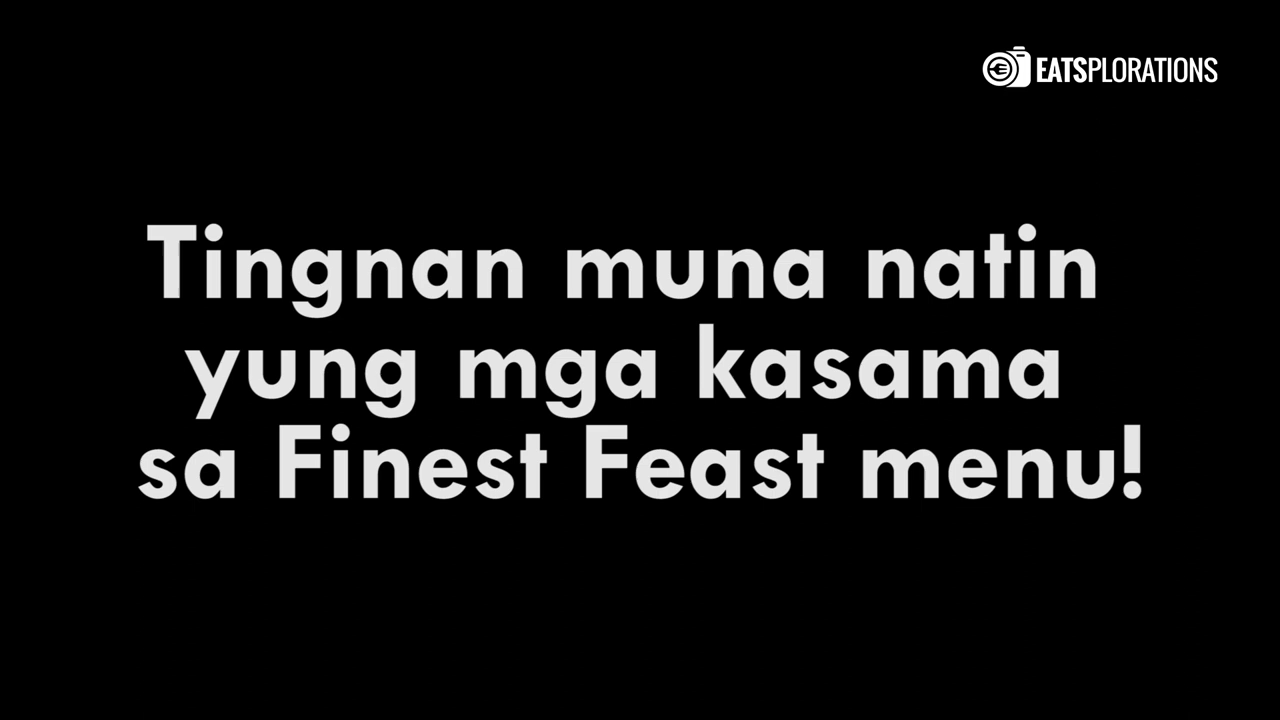 EATSPLORATIONS
Tingnan muna natin
yung mga kasama
sa Finest Feast menu!